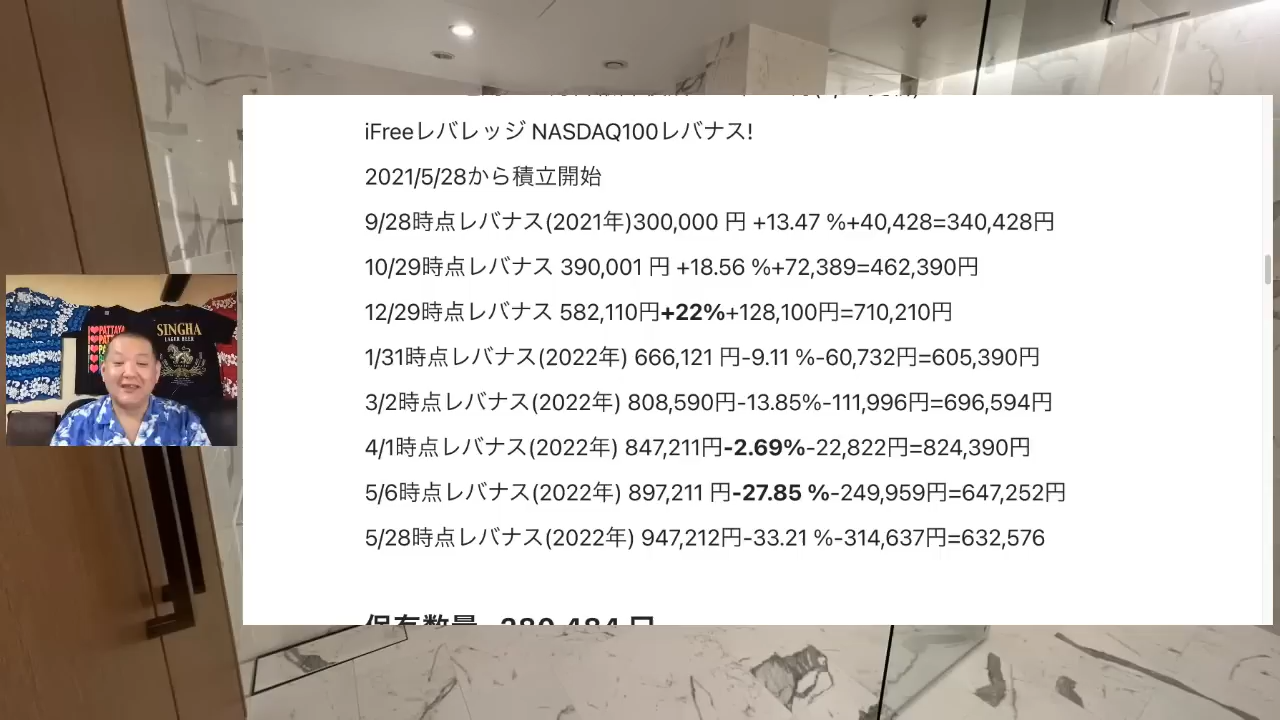 iFreeレバレッジ NASDAQ100レバナス!
2021/5/28から積立開始
9/28時点レバナス(2021年)300,000 円 +13.47 %+40,428=340,428円
10/29時点レバナス 390,001 円 +18.56 %+72,389=462,390円
12/29時点レバナス 582,110円+22%+128,100円=710,210円
1/31時点レバナス(2022年) 666,121 円-9.11 %-60,732円=605,390円
3/2時点レバナス(2022年) 808,590円-13.85%-111,996円=696,594円
4/1時点レバナス(2022年) 847,211円-2.69%-22,822円=824,390円
5/6時点レバナス(2022年) 897,211 円-27.85 %-249,959円=647,252円
5/28時点レバナス(2022年) 947,212円-33.21 %-314,637円=632,576
PATTAYA
SINGHA
LAGER BEER